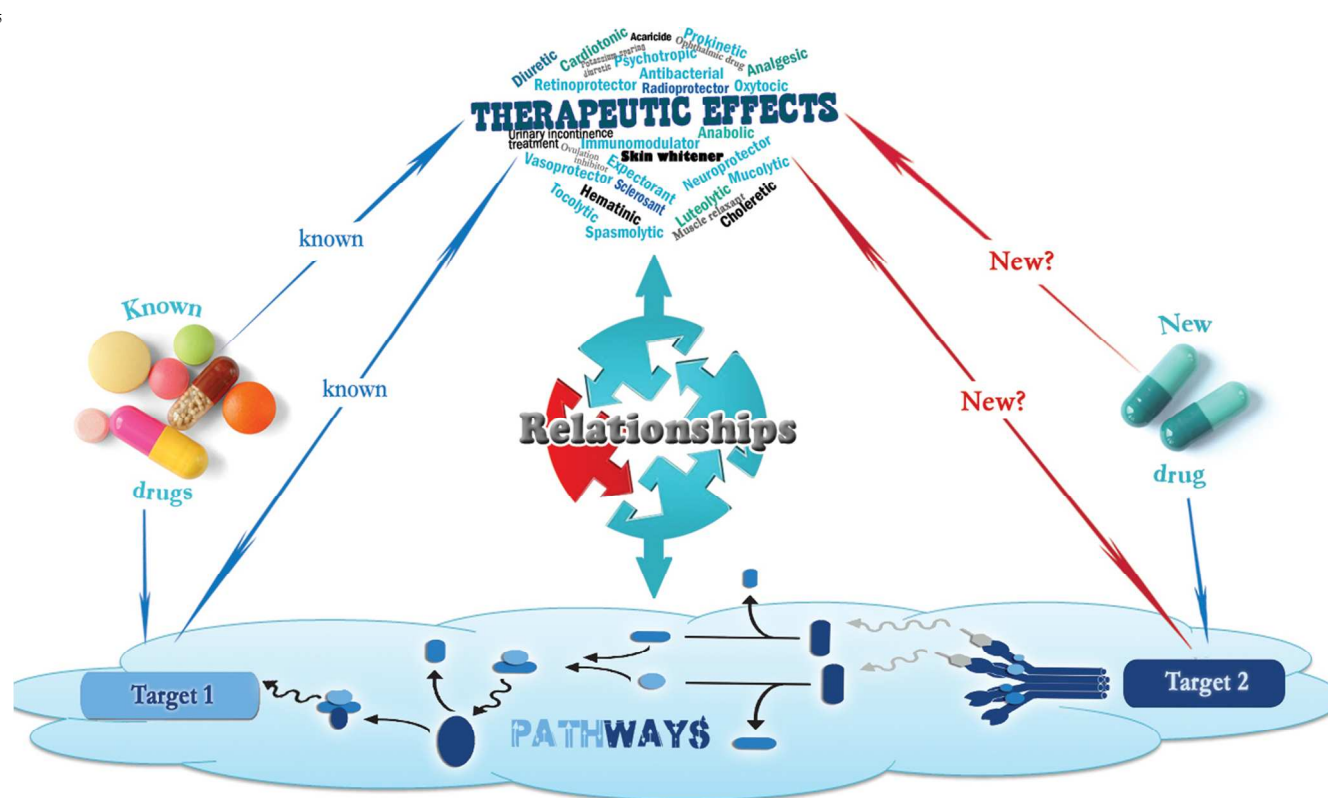 5
Diuretic
Cardiotonic
Potassium sparing
diuretic
Acaricide
Psychotropic
Prokinetic
Ophthalmic drug
Analgesic
Antibacterial
Retinoprotector
Radioprotector
Oxytocic
THERAPEUTIC EFFECTS
Urinary incontinence
treatment
Immunomodulator
Anabolic
Ovulation
inhibitor
Skin whitener
Vasoprotector
Expectorant
Neuroprotector
Mucolytic
Sclerosant
Tocolytic
Hematinic
Luteolytic
Muscle relaxant
Choleretic
Spasmolytic
known
New?
Known
drugs
known
New?
New
drug
Relationships
Target 1
PATHWAYS
Target 2